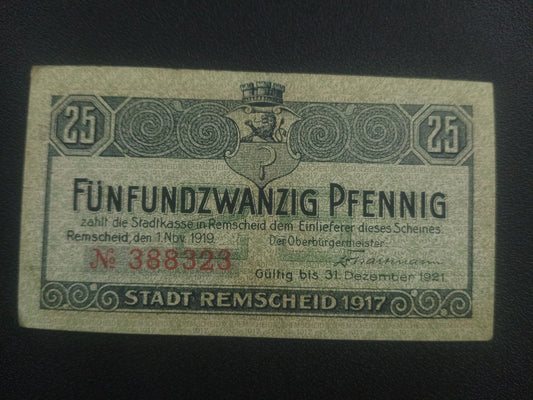 25 25
FÜNFUNDZWANZIG PFENNIG
zahlt die Stadtkasse in Remscheid dem Einlieferer dieses Scheines
Remscheid, den 1. Nov. 1919. Der Oberbürgermeister:
№ 388323
Gültig bis 31. Dezember 1921.
STADT REMSCHEID 1917